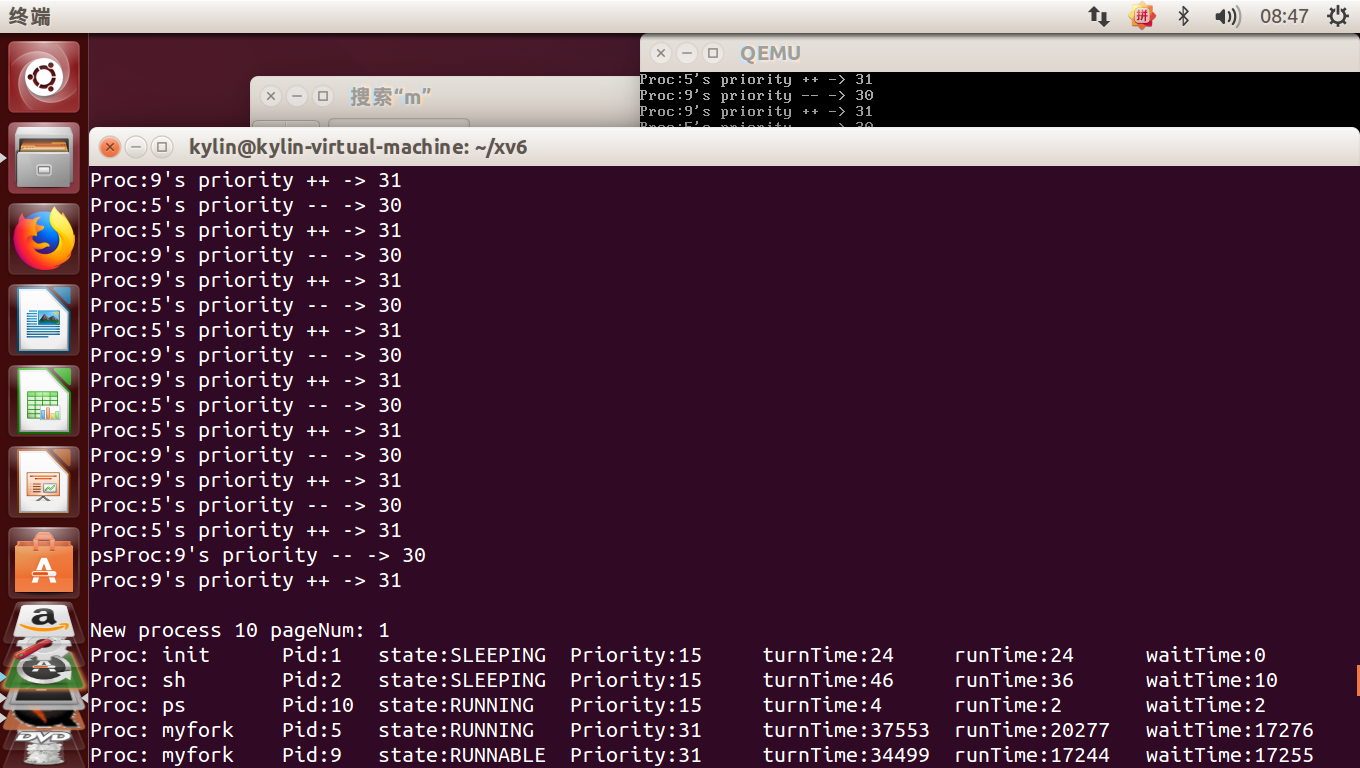 终端
拼
08:47
QEMU
Proc:5's priority ++ -> 31
Proc:9's priority -- -> 30
Proc:9's priority ++ -> 31
Proc:5's priority -- -> 30
搜索“m”
kylin@kylin-virtual-machine: ~/xv6
Proc:9's priority ++ -> 31
Proc:5's priority -- -> 30
Proc:5's priority ++ -> 31
Proc:9's priority -- -> 30
Proc:9's priority ++ -> 31
Proc:5's priority -- -> 30
Proc:5's priority ++ -> 31
Proc:9's priority -- -> 30
Proc:9's priority ++ -> 31
Proc:5's priority -- -> 30
Proc:5's priority ++ -> 31
Proc:9's priority -- -> 30
Proc:9's priority ++ -> 31
Proc:5's priority -- -> 30
Proc:5's priority ++ -> 31
psProc:9's priority -- -> 30
Proc:9's priority ++ -> 31
New process 10 pageNum: 1
Proc: init Pid:1 state:SLEEPING Priority:15 turnTime:24 runTime:24 waitTime:0
Proc: sh Pid:2 state:SLEEPING Priority:15 turnTime:46 runTime:36 waitTime:10
Proc: ps Pid:10 state:RUNNING Priority:15 turnTime:4 runTime:2 waitTime:2
Proc: myfork Pid:5 state:RUNNING Priority:31 turnTime:37553 runTime:20277 waitTime:17276
Proc: myfork Pid:9 state:RUNNABLE Priority:31 turnTime:34499 runTime:17244 waitTime:17255
A
a
A
DVD